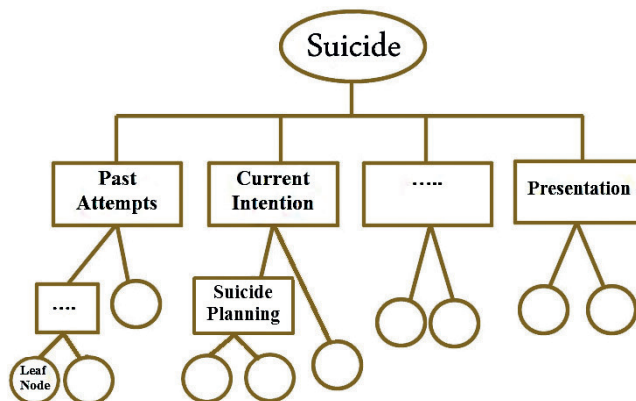 Suicide
Past
Attempts
Current
Intention
.....
Presentation
....
Suicide
Planning
Leaf
Node